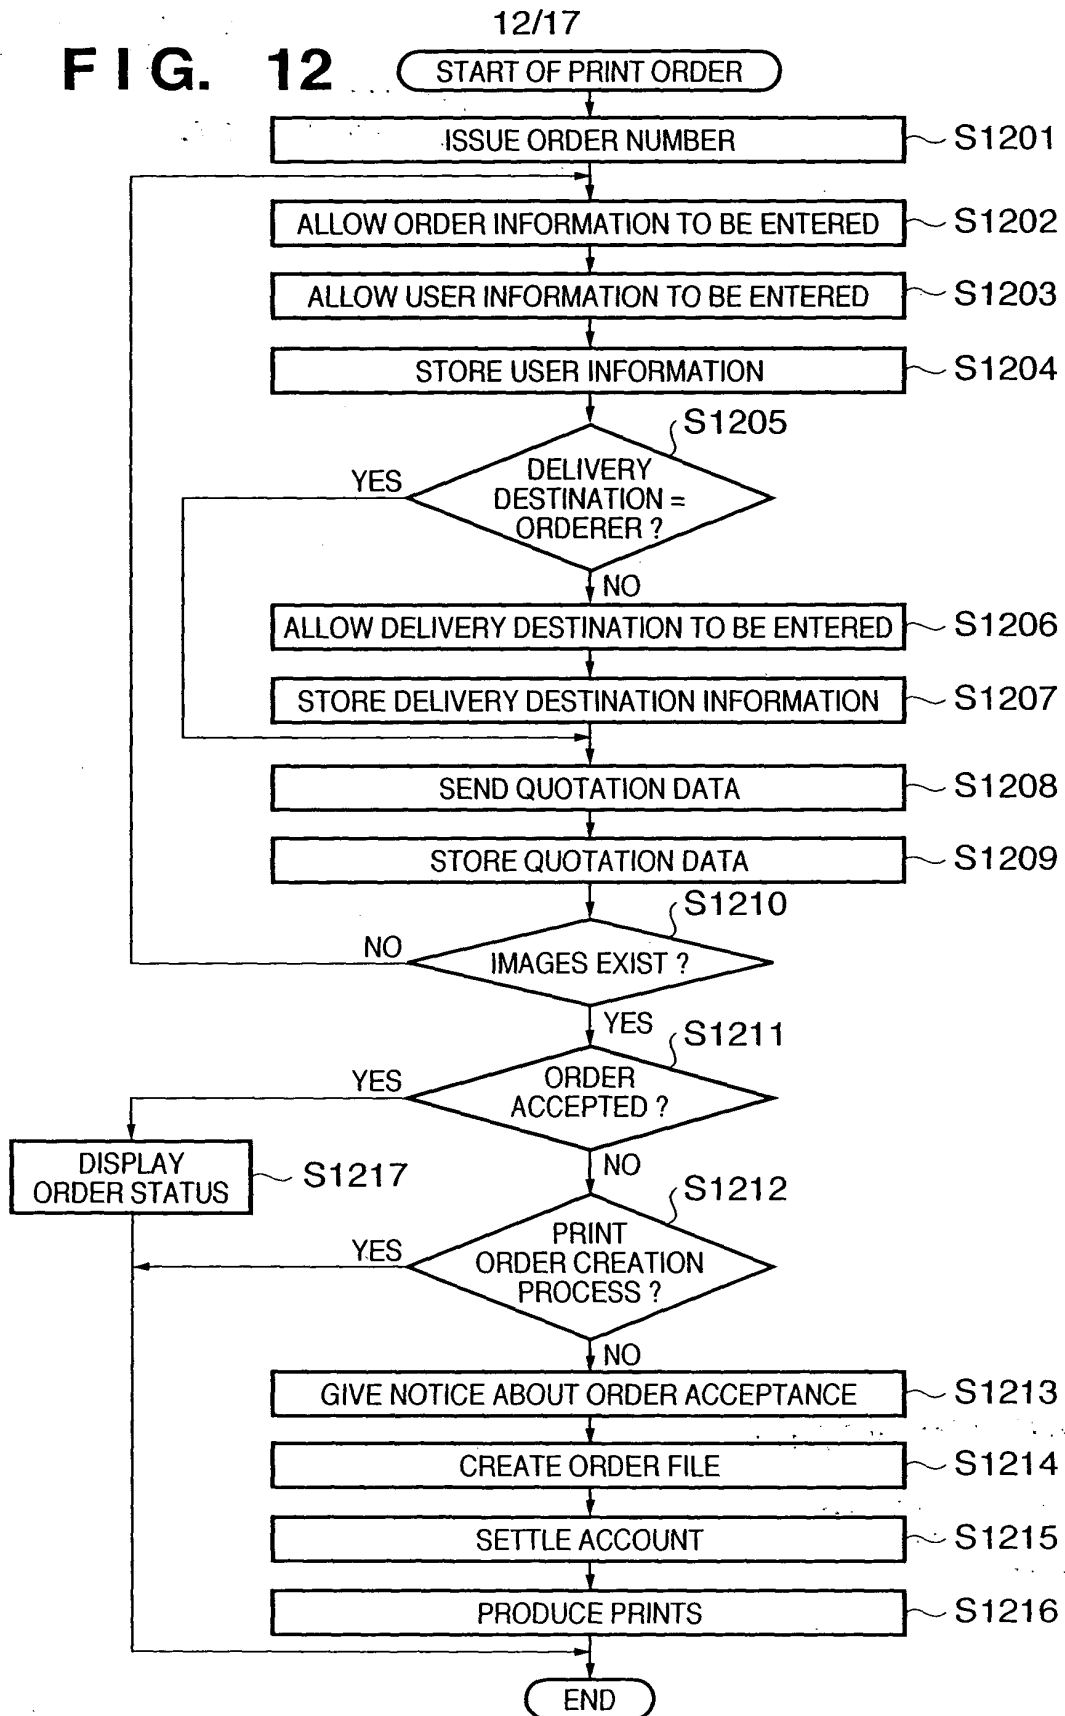 12/17
FIG. 12
START OF PRINT ORDER
ISSUE ORDER NUMBER
S1201
ALLOW ORDER INFORMATION TO BE ENTERED
S1202
ALLOW USER INFORMATION TO BE ENTERED
S1203
STORE USER INFORMATION
S1204
S1205
DELIVERY
DESTINATION =
ORDERER ?
YES
NO
ALLOW DELIVERY DESTINATION TO BE ENTERED
S1206
STORE DELIVERY DESTINATION INFORMATION
S1207
SEND QUOTATION DATA
S1208
STORE QUOTATION DATA
S1209
S1210
NO
IMAGES EXIST ?
YES
S1211
YES
ORDER
ACCEPTED ?
NO
DISPLAY
ORDER STATUS
S1217
S1212
YES
PRINT
ORDER CREATION
PROCESS ?
NO
GIVE NOTICE ABOUT ORDER ACCEPTANCE
S1213
CREATE ORDER FILE
S1214
SETTLE ACCOUNT
S1215
PRODUCE PRINTS
S1216
END